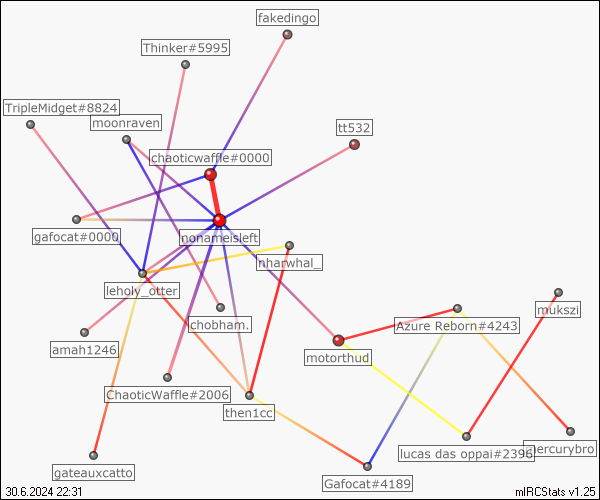 fakedingo
Thinker#5995
TripleMidget#8824
moonraven
tt532
chaoticwaffle#0000
gafocat#0000
nonameisleft
nharwhal_
leholy_otter
chobham.
mukszi
Azure Reborn#4243
amah1246
motorthud
ChaoticWaffle#2006
then1cc
lucas das oppai#2396
mercurybro
gateauxcatto
Gafocat#4189
30.6.2024 22:31
mIRCStats v1.25